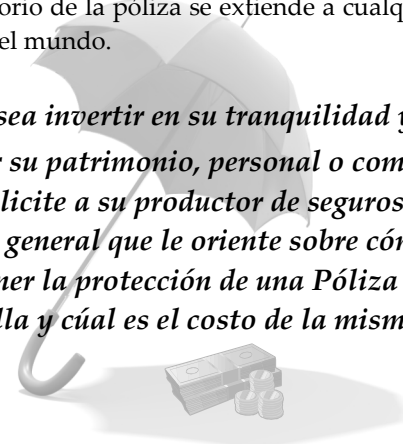 orio de la póliza se extiende a cualq
el mundo.
sea invertir en su tranquilidad y
r su patrimonio, personal o com
licite a su productor de seguros
general que le oriente sobre cóm
ner la protección de una Póliza
lla y cúal es el costo de la mism